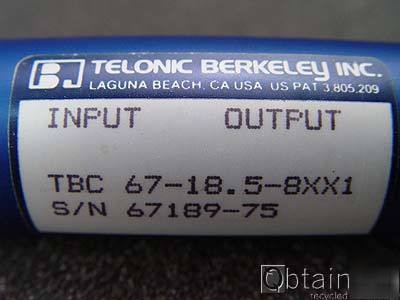 BJ TELONIC BERKELEY INC.
LAGUNA BEACH, CA USA US PAT 3.805.209
INPUT OUTPUT
TBC 67-18.5-8XX1
S/N 67189-75
Obtain
recycled